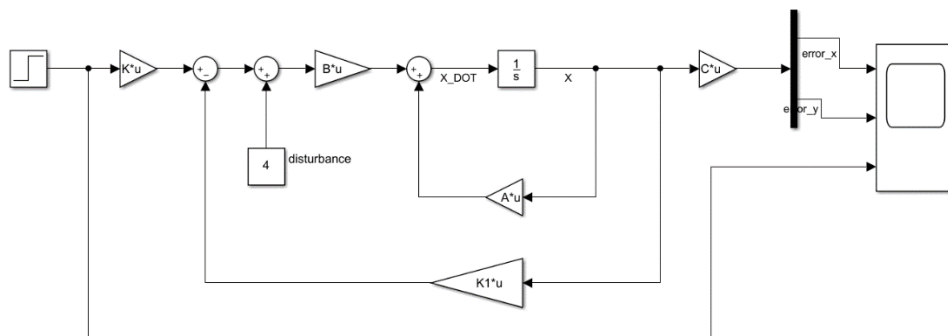 error_x
K*u
B*u
1
s
C*u
X_DOT
X
error_y
4
disturbance
A*u
K1*u